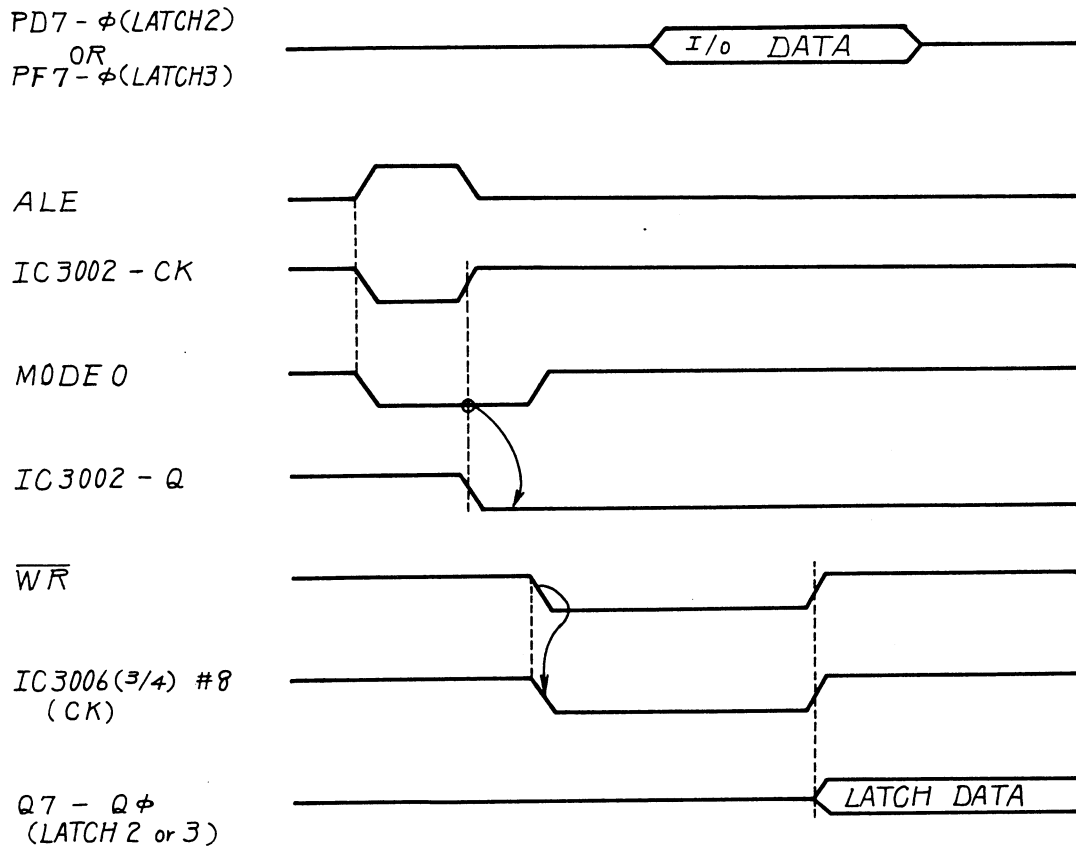 PD7-ϕ(LATCH2)
OR
PF7-ϕ(LATCH3)
I/o DATA
ALE
IC3002-CK
MODE 0
IC3002-Q
W̅R̅
IC3006(3/4) #8
(CK)
Q7 - Qϕ
(LATCH 2 or 3)
LATCH DATA